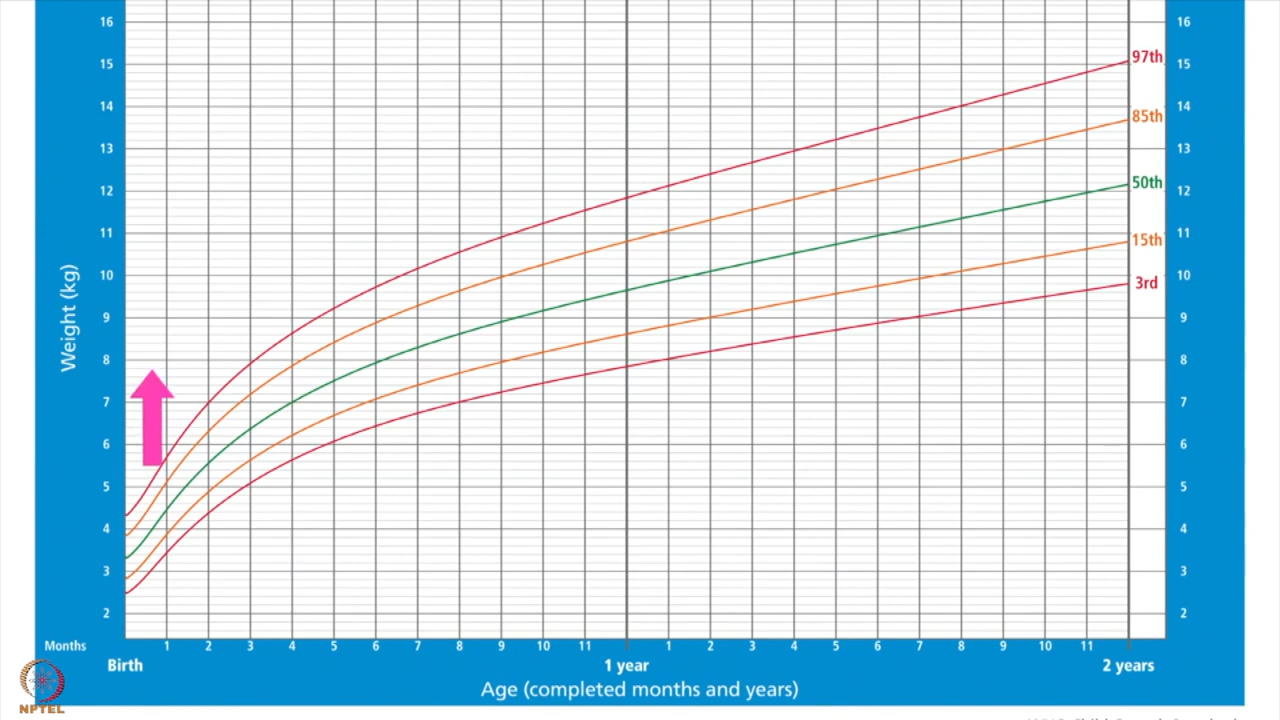 16 16
15 97th 15
14 85th 14
13 13
12 50th 12
11 15th 11
10 3rd 10
9 9
8 8
7 7
6 6
5 5
4 4
3 3
2 2
Weight (kg)
Months 1 2 3 4 5 6 7 8 9 10 11 1 2 3 4 5 6 7 8 9 10 11
Birth 1 year 2 years
Age (completed months and years)
NPTEL